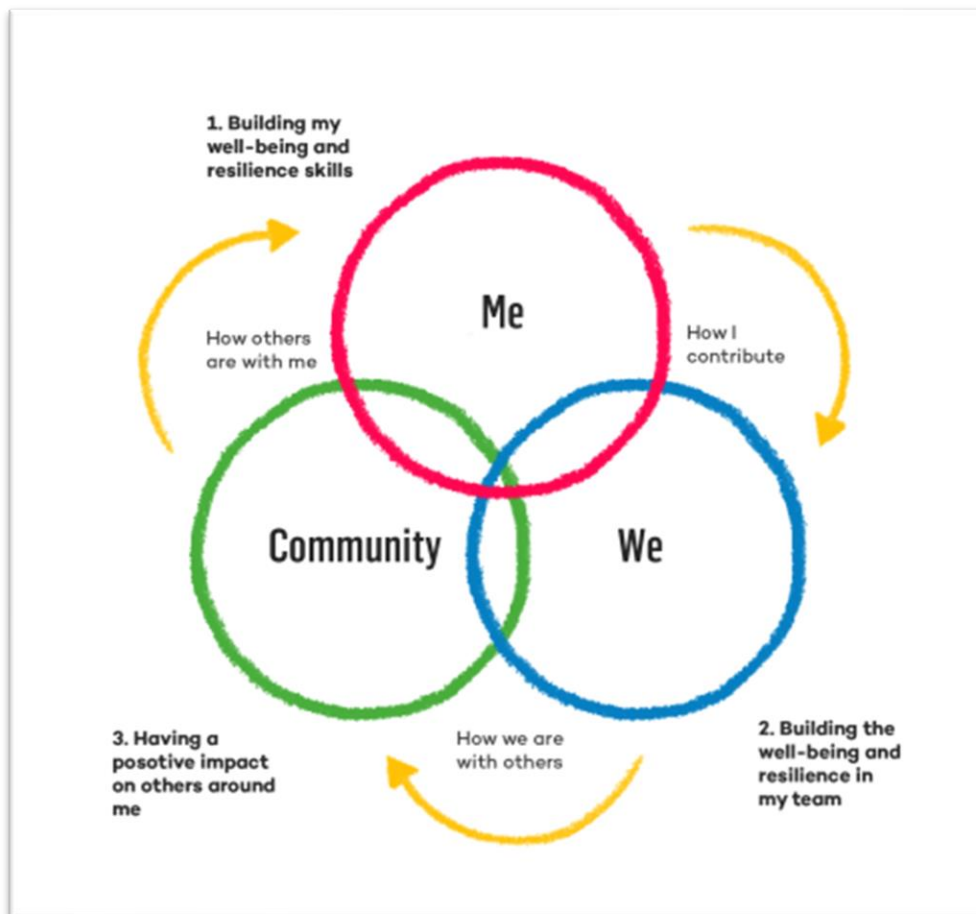 1. Building my
well-being and
resilience skills
Me
How others
are with me
How I
contribute
Community
We
3. Having a
posotive impact
on others around
me
How we are
with others
2. Building the
well-being and
resilience in
my team